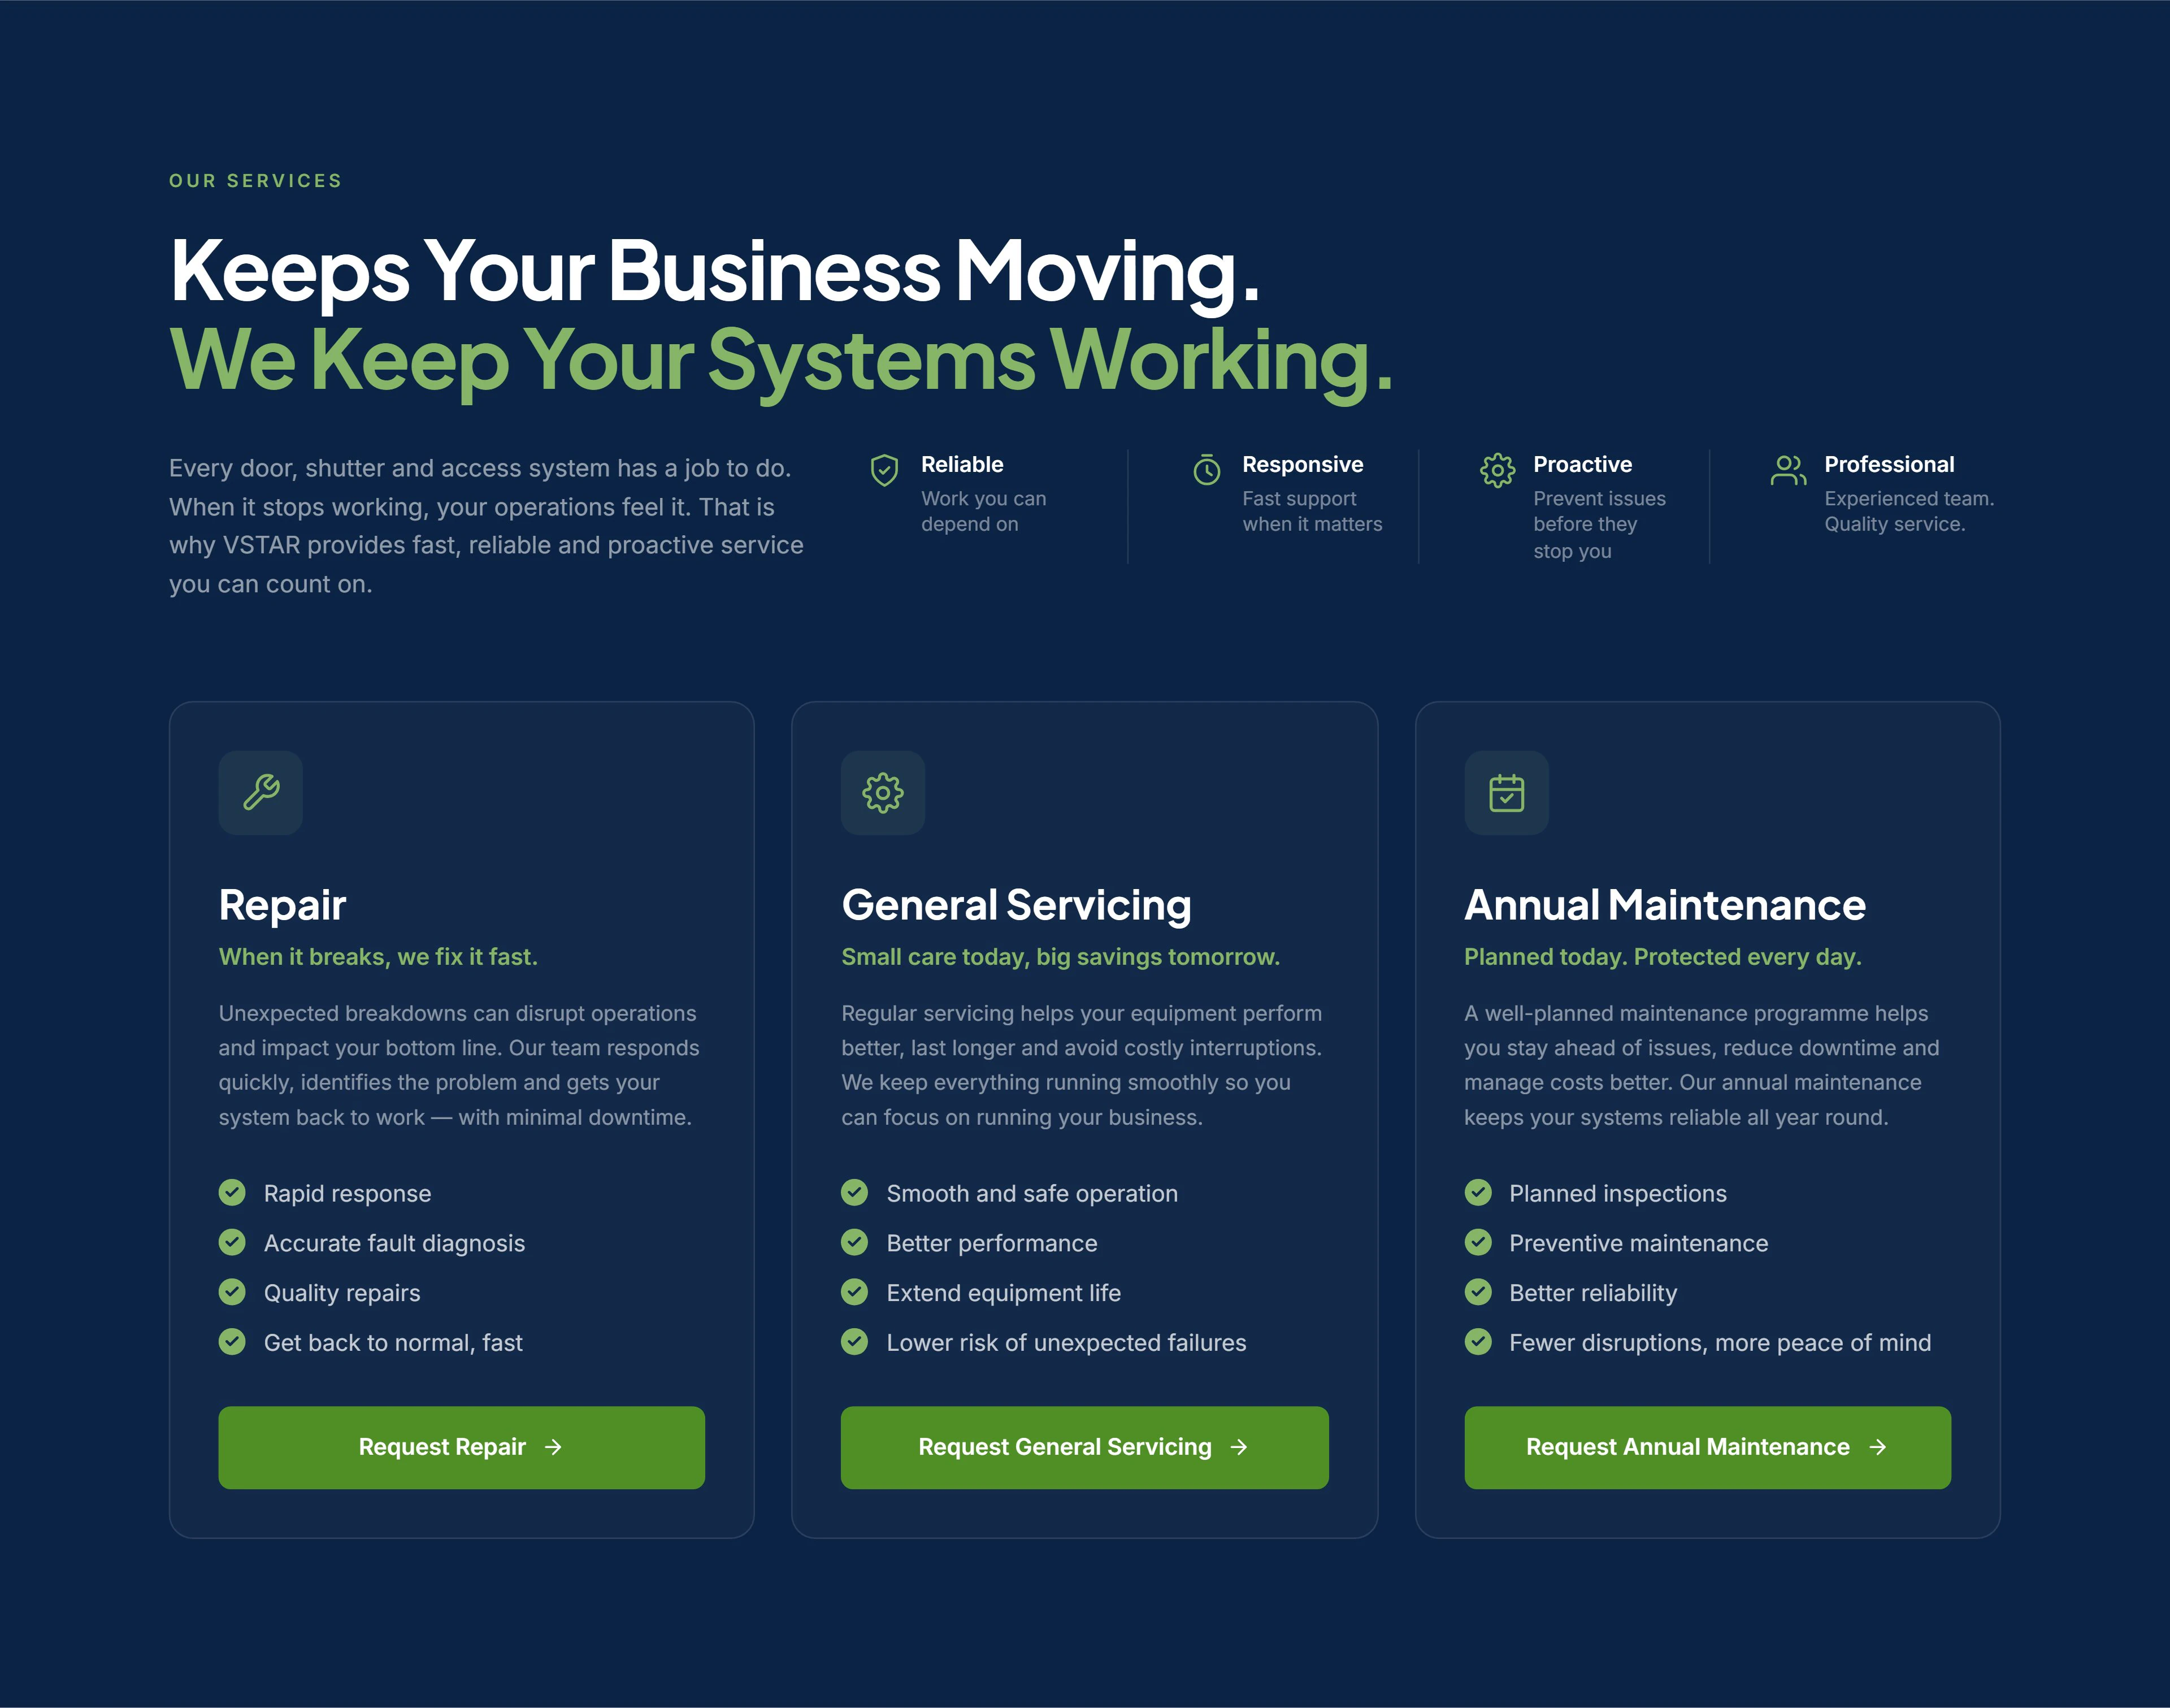 OUR SERVICES
Keeps Your Business Moving.
We Keep Your Systems Working.
Every door, shutter and access system has a job to do.
When it stops working, your operations feel it. That is
why VSTAR provides fast, reliable and proactive service
you can count on.
Reliable
Work you can
depend on
Responsive
Fast support
when it matters
Proactive
Prevent issues
before they
stop you
Professional
Experienced team.
Quality service.
Repair
When it breaks, we fix it fast.
Unexpected breakdowns can disrupt operations
and impact your bottom line. Our team responds
quickly, identifies the problem and gets your
system back to work — with minimal downtime.
Rapid response
Accurate fault diagnosis
Quality repairs
Get back to normal, fast
Request Repair →
General Servicing
Small care today, big savings tomorrow.
Regular servicing helps your equipment perform
better, last longer and avoid costly interruptions.
We keep everything running smoothly so you
can focus on running your business.
Smooth and safe operation
Better performance
Extend equipment life
Lower risk of unexpected failures
Request General Servicing →
Annual Maintenance
Planned today. Protected every day.
A well-planned maintenance programme helps
you stay ahead of issues, reduce downtime and
manage costs better. Our annual maintenance
keeps your systems reliable all year round.
Planned inspections
Preventive maintenance
Better reliability
Fewer disruptions, more peace of mind
Request Annual Maintenance →